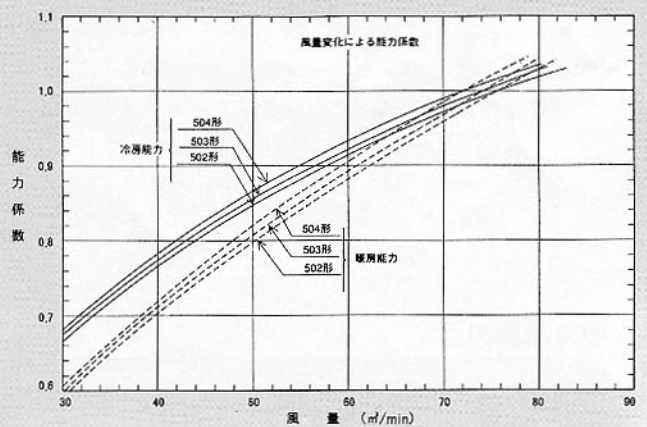 風量変化による能力係数
1.1
1.0
0.9
0.8
0.7
0.6
能力係数
冷房能力
504形
503形
502形
504形
503形
502形
暖房能力
30 40 50 60 70 80 90
風 量 (㎥/min)